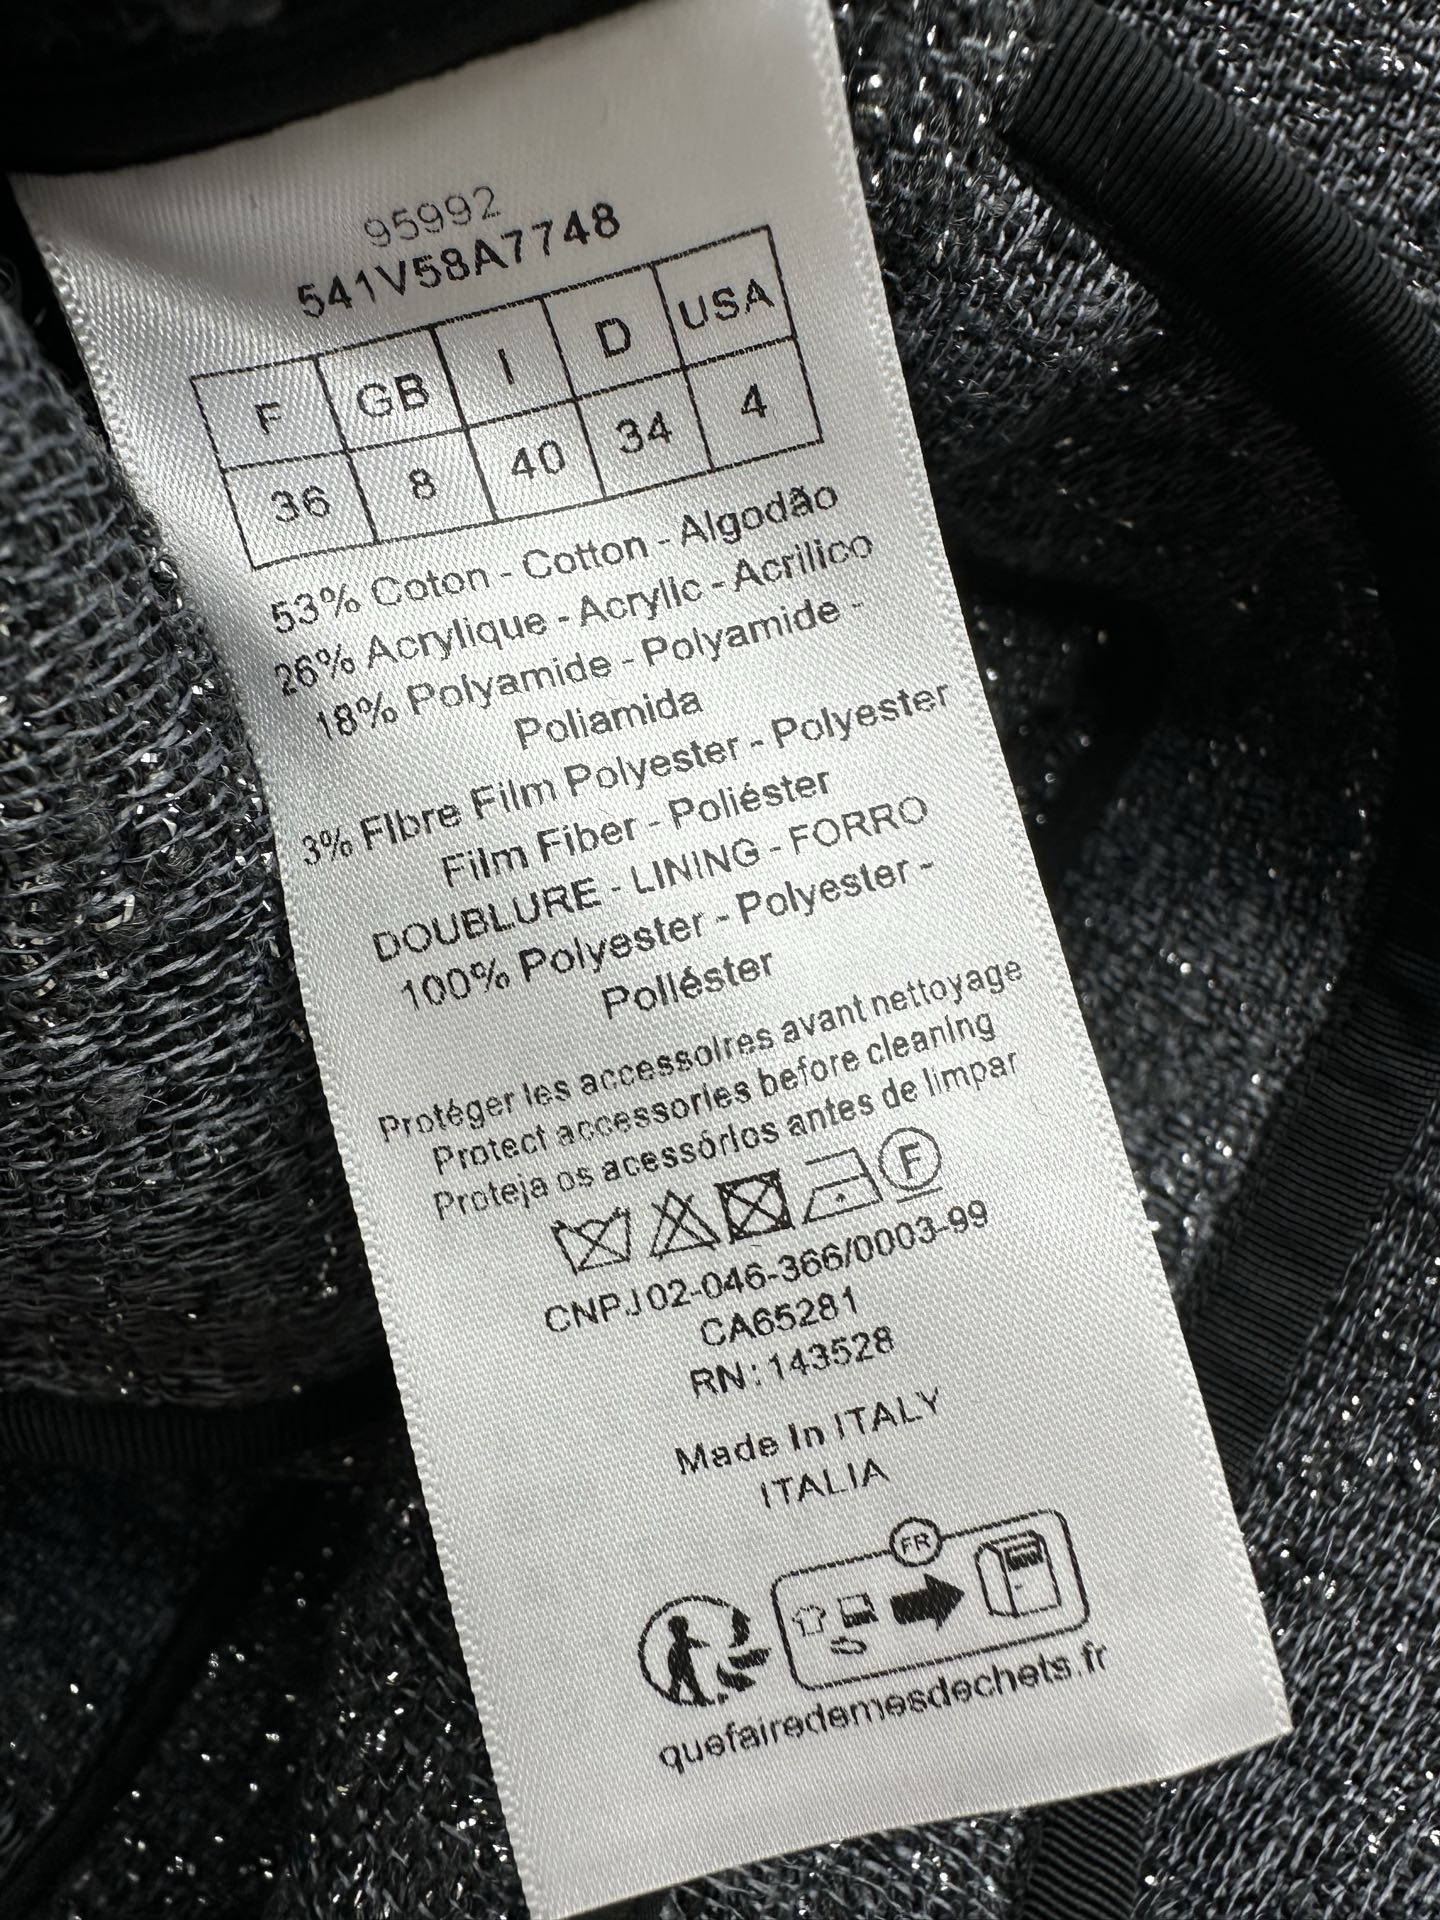 95992
541V58A7748
F GB I D USA
36 8 40 34 4
53% Coton - Cotton - Algodão
26% Acrylique - Acrylic - Acrilico
18% Polyamide - Polyamide -
Poliamida
3% Fibre Film Polyester - Polyester
Film Fiber - Poliéster
DOUBLURE - LINING - FORRO
100% Polyester - Polyester -
Poliéster
Protéger les accessoires avant nettoyage
Protect accessories before cleaning
Proteja os acessórios antes de limpar
F
CNPJ 02-046-366/0003-99
CA65281
RN: 143528
Made In ITALY
ITALIA
FR
quefairedemesdechets.fr